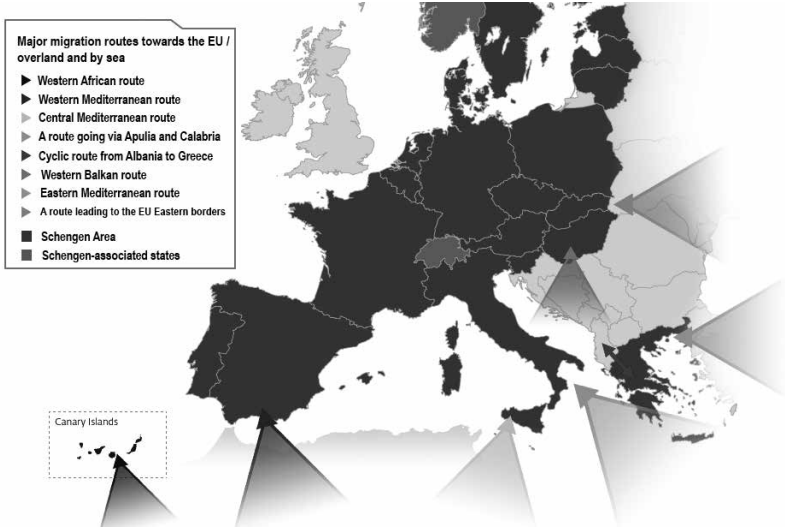 Major migration routes towards the EU /
overland and by sea
Western African route
Western Mediterranean route
Central Mediterranean route
A route going via Apulia and Calabria
Cyclic route from Albania to Greece
Western Balkan route
Eastern Mediterranean route
A route leading to the EU Eastern borders
Schengen Area
Schengen-associated states
Canary Islands